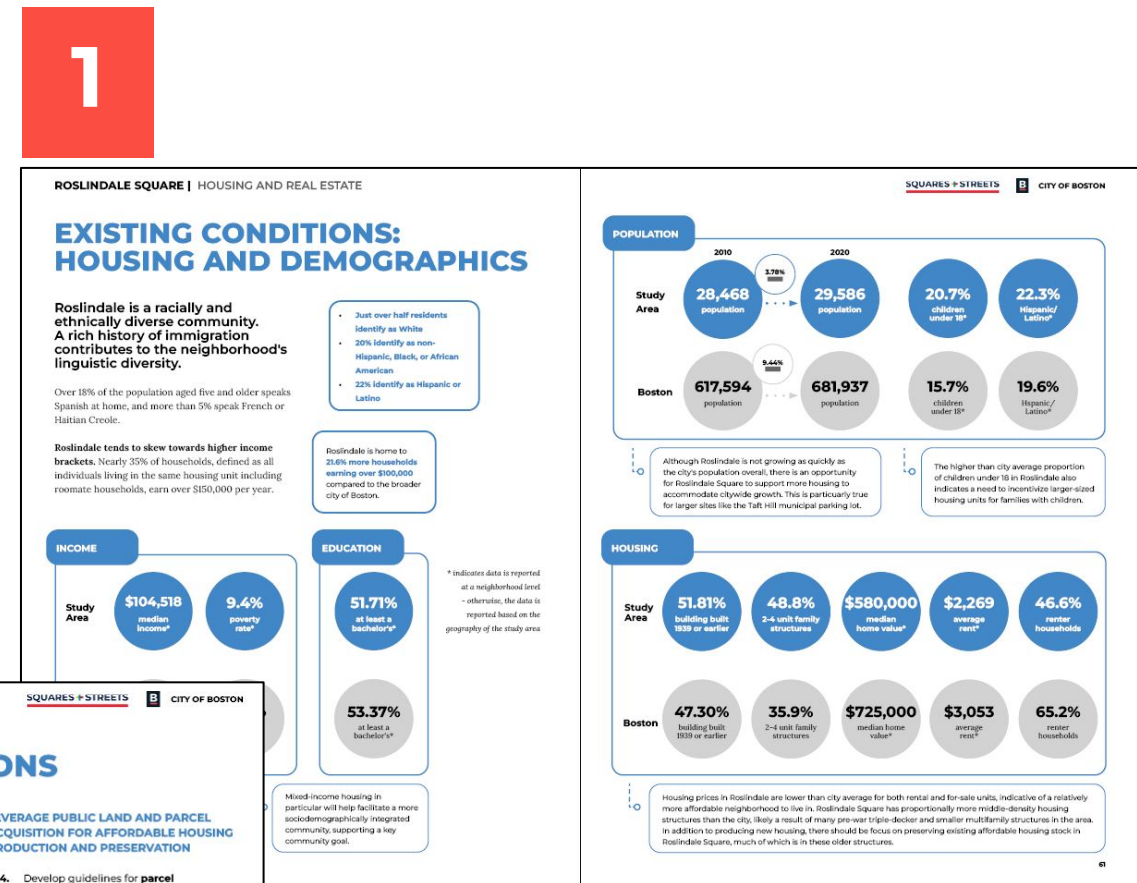 1
ROSLINDALE SQUARE | HOUSING AND REAL ESTATE
EXISTING CONDITIONS:
HOUSING AND DEMOGRAPHICS
Roslindale is a racially and
ethnically diverse community.
A rich history of immigration
contributes to the neighborhood's
linguistic diversity.
Over 18% of the population aged five and older speaks
Spanish at home, and more than 5% speak French or
Haitian Creole.
Roslindale tends to skew towards higher income
brackets. Nearly 35% of households, defined as all
individuals living in the same housing unit including
roomate households, earn over $150,000 per year.
• Just over half residents
identify as White
• 20% identify as non-
Hispanic, Black, or African
American
• 22% identify as Hispanic or
Latino
Roslindale is home to
21.6% more households
earning over $100,000
compared to the broader
city of Boston.
INCOME
Study
Area
$104,518
median
income*
9.4%
poverty
rate*
EDUCATION
51.71%
at least a
bachelor's*
53.37%
at least a
bachelor's*
* indicates data is reported
at a neighborhood level
- otherwise, the data is
reported based on the
geography of the study area
Mixed-income housing in
particular will help facilitate a more
sociodemographically integrated
community, supporting a key
community goal.
SQUARES + STREETS B CITY OF BOSTON
ONS
EVERAGE PUBLIC LAND AND PARCEL
CQUISITION FOR AFFORDABLE HOUSING
RODUCTION AND PRESERVATION
4. Develop guidelines for parcel
SQUARES + STREETS B CITY OF BOSTON
POPULATION
2010
2020
Study
Area
28,468
population
3.78%
29,586
population
20.7%
children
under 18*
22.3%
Hispanic/
Latino*
Boston
617,594
population
9.44%
681,937
population
15.7%
children
under 18*
19.6%
Hspanic/
Latino*
Although Roslindale is not growing as quickly as
the city's population overall, there is an opportunity
for Roslindale Square to support more housing to
accommodate citywide growth. This is particuarly true
for larger sites like the Taft Hill municipal parking lot.
The higher than city average proportion
of children under 18 in Roslindale also
indicates a need to incentivize larger-sized
housing units for families with children.
HOUSING
Study
Area
51.81%
building built
1939 or earlier
48.8%
2-4 unit family
structures
$580,000
median
home value*
$2,269
average
rent*
46.6%
renter
households
Boston
47.30%
building built
1939 or earlier
35.9%
2-4 unit family
structures
$725,000
median home
value*
$3,053
average
rent*
65.2%
renter
households
Housing prices in Roslindale are lower than city average for both rental and for-sale units, indicative of a relatively
more affordable neighborhood to live in. Roslindale Square has proportionally more middle-density housing
structures than the city, likely a result of many pre-war triple-decker and smaller multifamily structures in the area.
In addition to producing new housing, there should be focus on preserving existing affordable housing stock in
Roslindale Square, much of which is in these older structures.
61